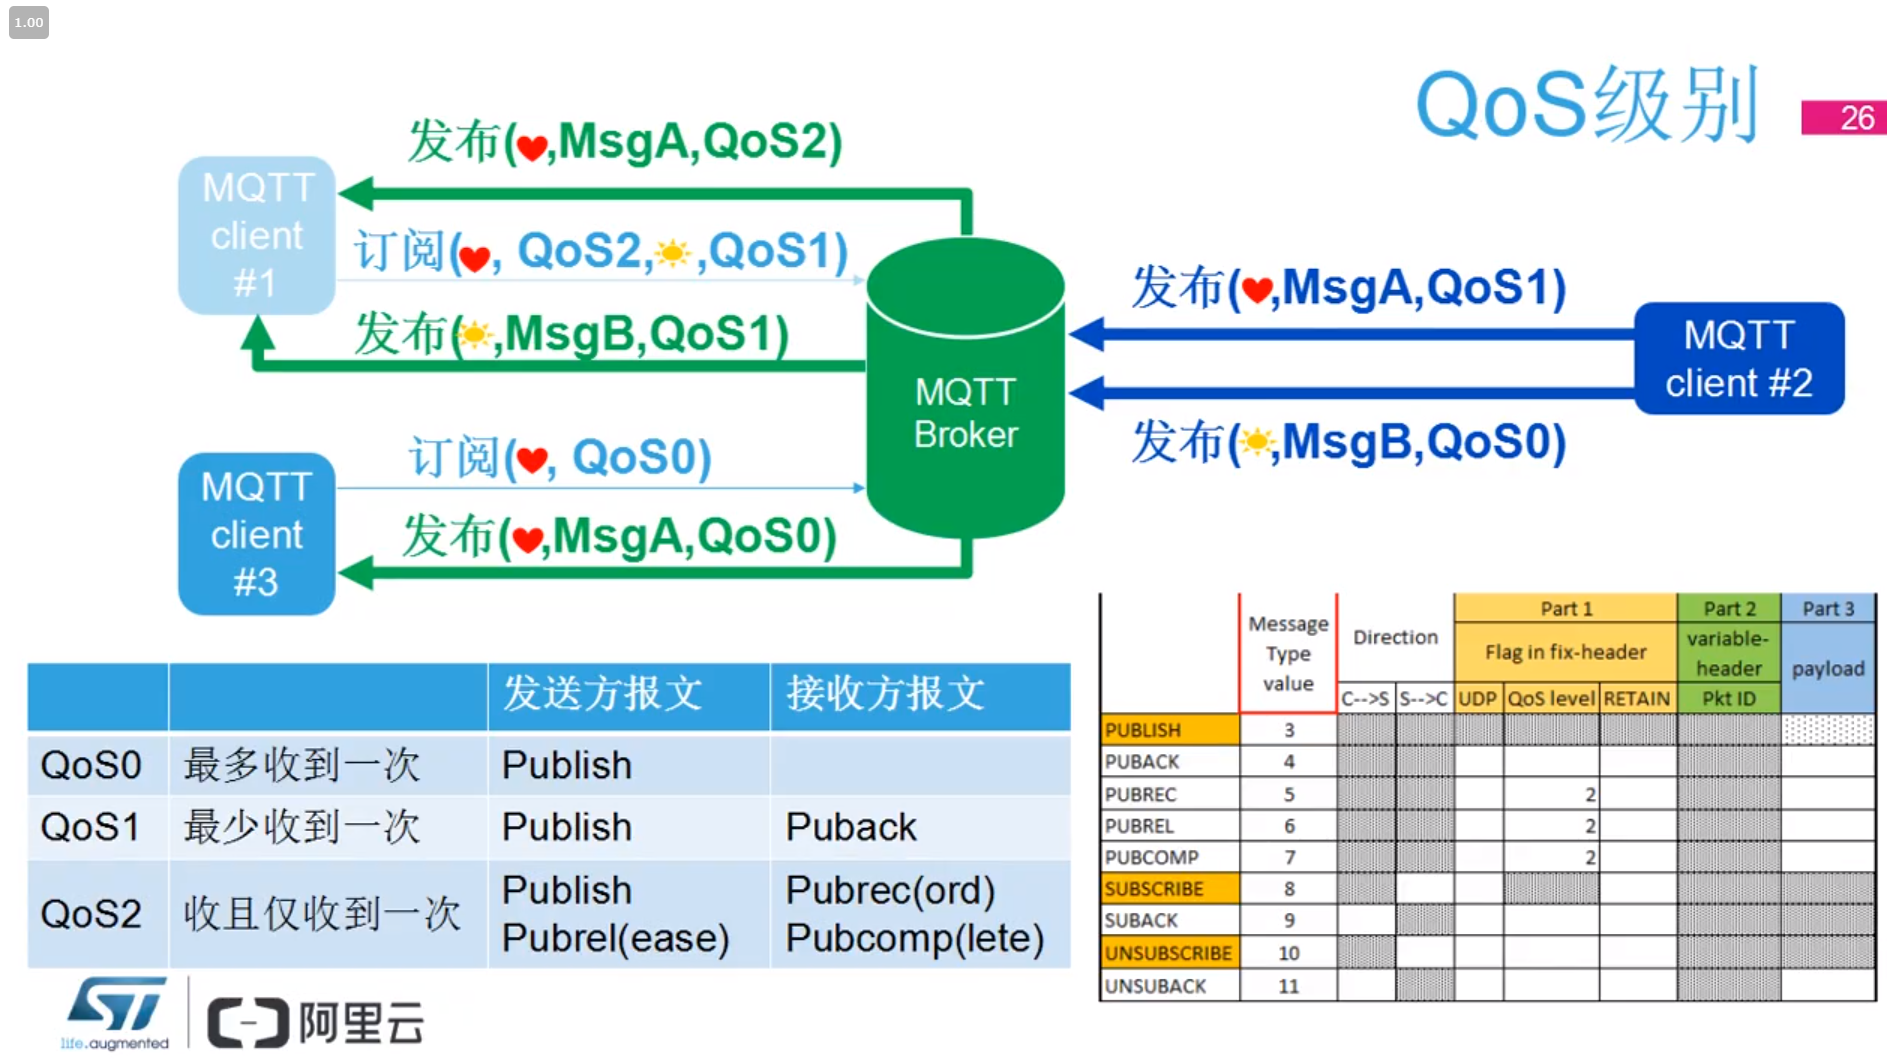 1.00
QoS级别
26
发布(❤,MsgA,QoS2)
MQTT
client
#1
订阅(❤, QoS2,☀,QoS1)
发布(☀,MsgB,QoS1)
发布(❤,MsgA,QoS1)
MQTT
client #2
MQTT
Broker
发布(☀,MsgB,QoS0)
订阅(❤, QoS0)
MQTT
client
#3
发布(❤,MsgA,QoS0)
发送方报文 接收方报文
QoS0 最多收到一次 Publish
QoS1 最少收到一次 Publish Puback
QoS2 收且仅收到一次 Publish Pubrec(ord)
Pubrel(ease) Pubcomp(lete)
Message
Type
value
Direction
Part 1 Part 2 Part 3
Flag in fix-header
variable-
header
payload
C-->S S-->C UDP QoS level RETAIN Pkt ID
PUBLISH 3
PUBACK 4
PUBREC 5 2
PUBREL 6 2
PUBCOMP 7 2
SUBSCRIBE 8
SUBACK 9
UNSUBSCRIBE 10
UNSUBACK 11
ST
life.augmented
阿里云